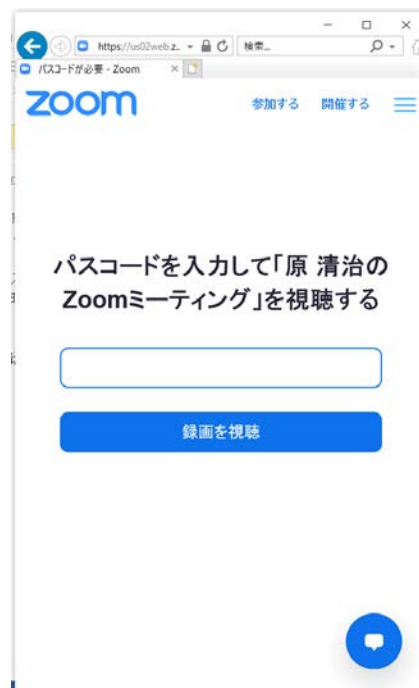 https://us02web.z...
検索...
パスコードが必要 - Zoom
zoom
参加する 開催する
パスコードを入力して「原 清治の
Zoomミーティング」を視聴する
録画を視聴